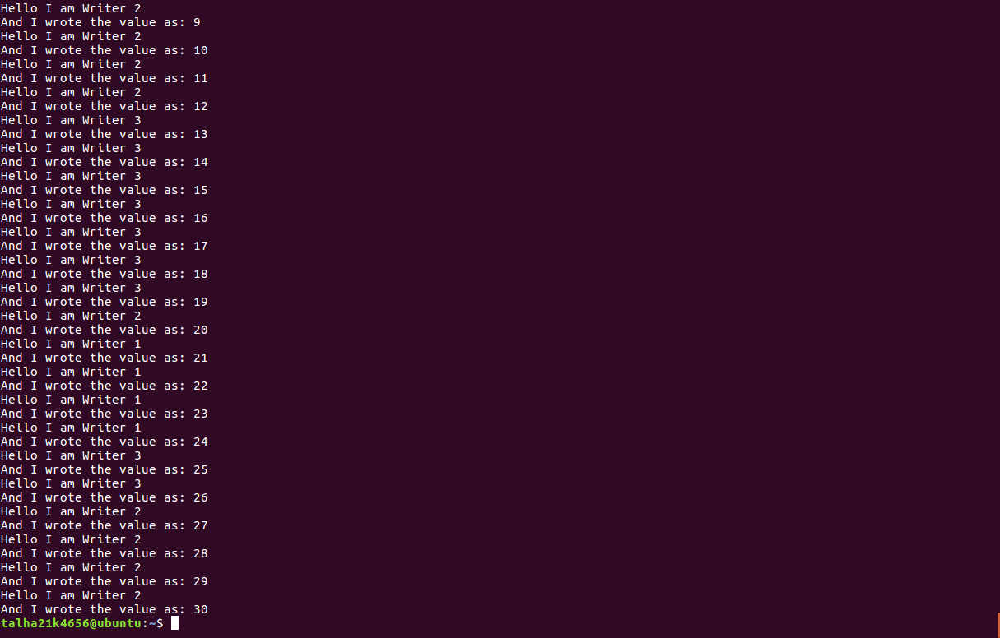 Hello I am Writer 2
And I wrote the value as: 9
Hello I am Writer 2
And I wrote the value as: 10
Hello I am Writer 2
And I wrote the value as: 11
Hello I am Writer 2
And I wrote the value as: 12
Hello I am Writer 3
And I wrote the value as: 13
Hello I am Writer 3
And I wrote the value as: 14
Hello I am Writer 3
And I wrote the value as: 15
Hello I am Writer 3
And I wrote the value as: 16
Hello I am Writer 3
And I wrote the value as: 17
Hello I am Writer 3
And I wrote the value as: 18
Hello I am Writer 3
And I wrote the value as: 19
Hello I am Writer 2
And I wrote the value as: 20
Hello I am Writer 1
And I wrote the value as: 21
Hello I am Writer 1
And I wrote the value as: 22
Hello I am Writer 1
And I wrote the value as: 23
Hello I am Writer 1
And I wrote the value as: 24
Hello I am Writer 3
And I wrote the value as: 25
Hello I am Writer 3
And I wrote the value as: 26
Hello I am Writer 2
And I wrote the value as: 27
Hello I am Writer 2
And I wrote the value as: 28
Hello I am Writer 2
And I wrote the value as: 29
Hello I am Writer 2
And I wrote the value as: 30
talha21k4656@ubuntu:~$